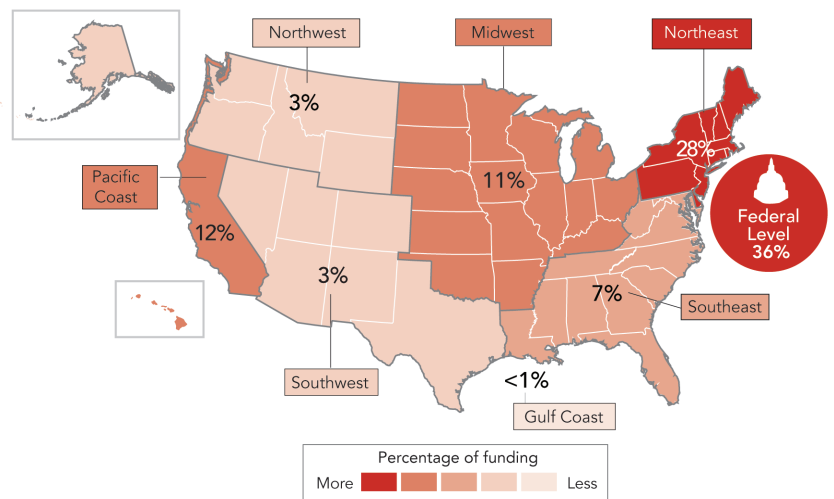 Northwest
Midwest
Northeast
3%
28%
Pacific
Coast
11%
Federal
Level
36%
12%
3%
7%
Southeast
Southwest
<1%
Gulf Coast
Percentage of funding
More
Less